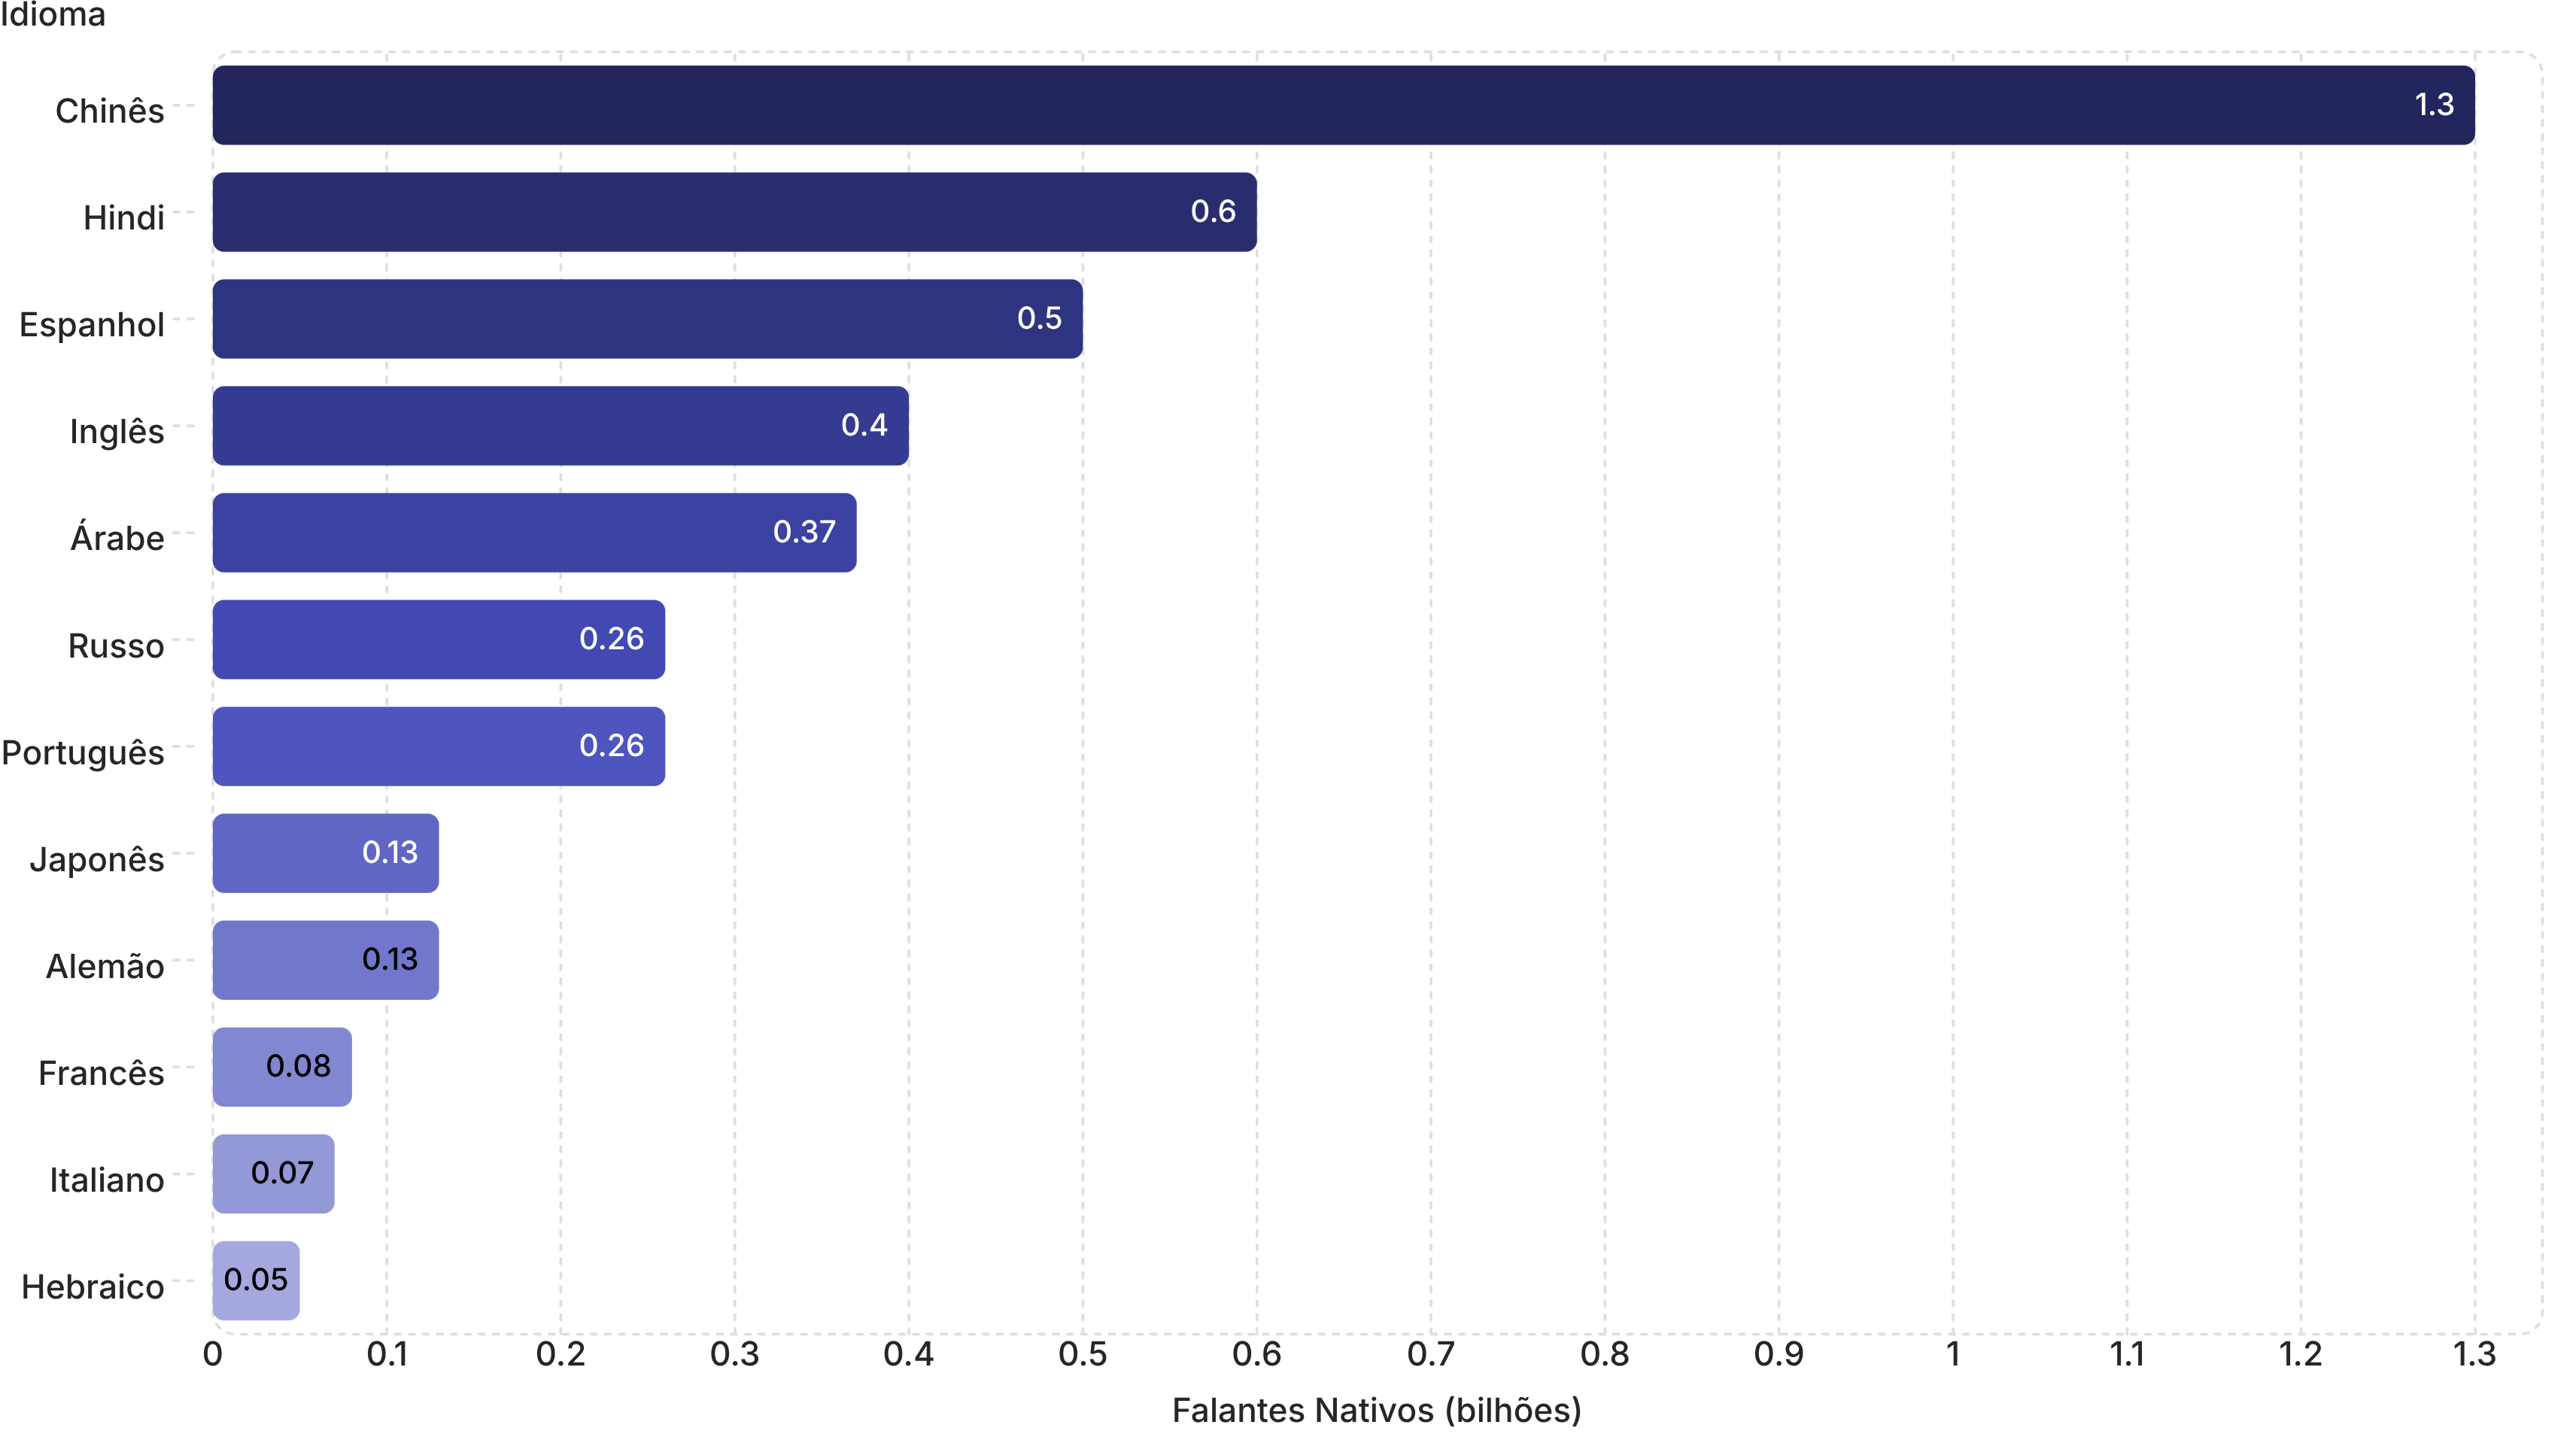 Idioma
Chinês 1.3
Hindi 0.6
Espanhol 0.5
Inglês 0.4
Árabe 0.37
Russo 0.26
Português 0.26
Japonês 0.13
Alemão 0.13
Francês 0.08
Italiano 0.07
Hebraico 0.05
0 0.1 0.2 0.3 0.4 0.5 0.6 0.7 0.8 0.9 1 1.1 1.2 1.3
Falantes Nativos (bilhões)